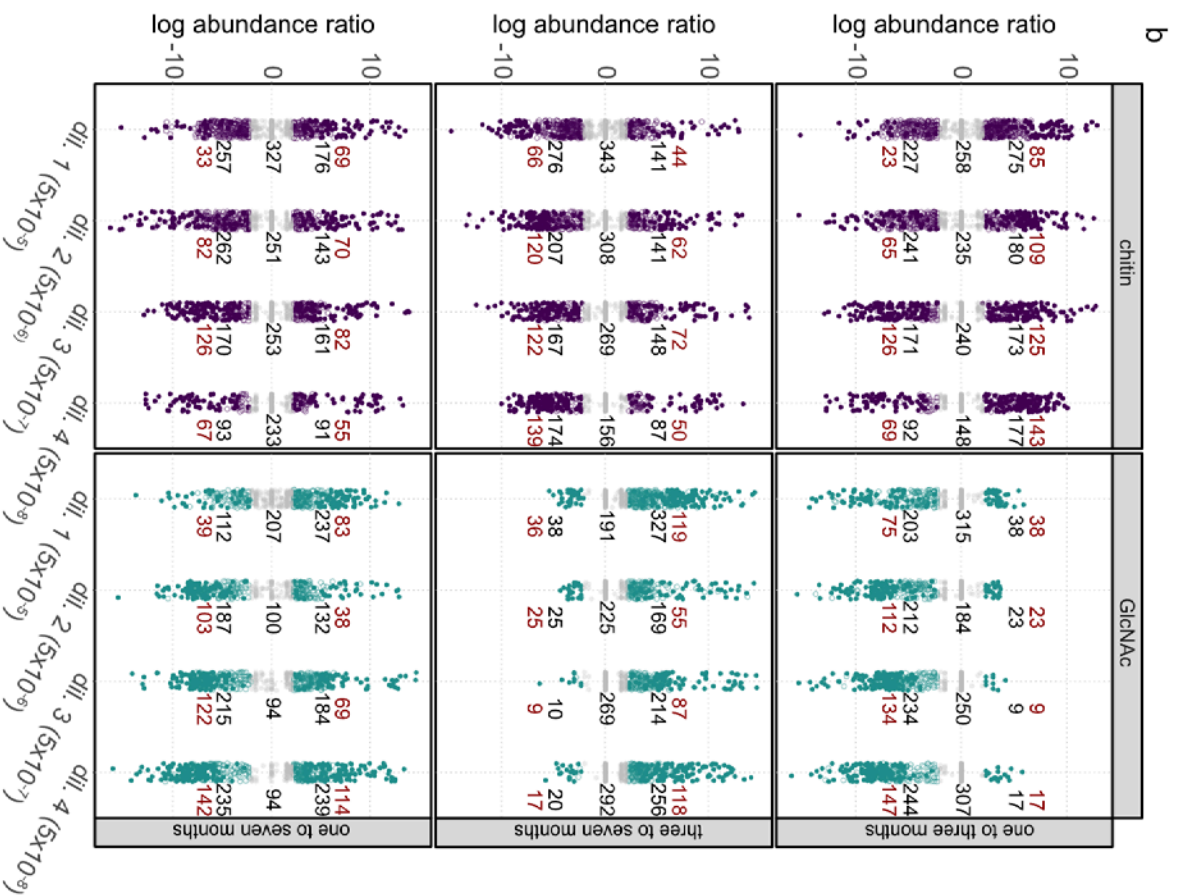 b
chitin GlcNAc
log abundance ratio
one to three months
10
0
-10
85 109 125 143 38 23 9 17
275 180 173 177 38 23 9 17
258 235 240 148 315 184 250 307
227 241 171 92 203 212 234 244
23 65 126 69 75 112 134 147
log abundance ratio
three to seven months
10
0
-10
44 62 72 50 119 55 87 118
141 141 148 87 327 169 214 256
343 308 269 156 191 225 269 292
276 207 167 174 38 25 10 20
66 120 122 139 36 25 9 17
log abundance ratio
one to seven months
10
0
-10
69 70 82 55 83 38 69 114
176 143 161 91 237 132 184 239
327 251 253 233 207 100 94 94
257 262 170 93 112 187 215 235
33 82 126 67 39 103 122 142
dil. 1 (5x10-5)
dil. 2 (5x10-6)
dil. 3 (5x10-7)
dil. 4 (5x10-8)
dil. 1 (5x10-5)
dil. 2 (5x10-6)
dil. 3 (5x10-7)
dil. 4 (5x10-8)